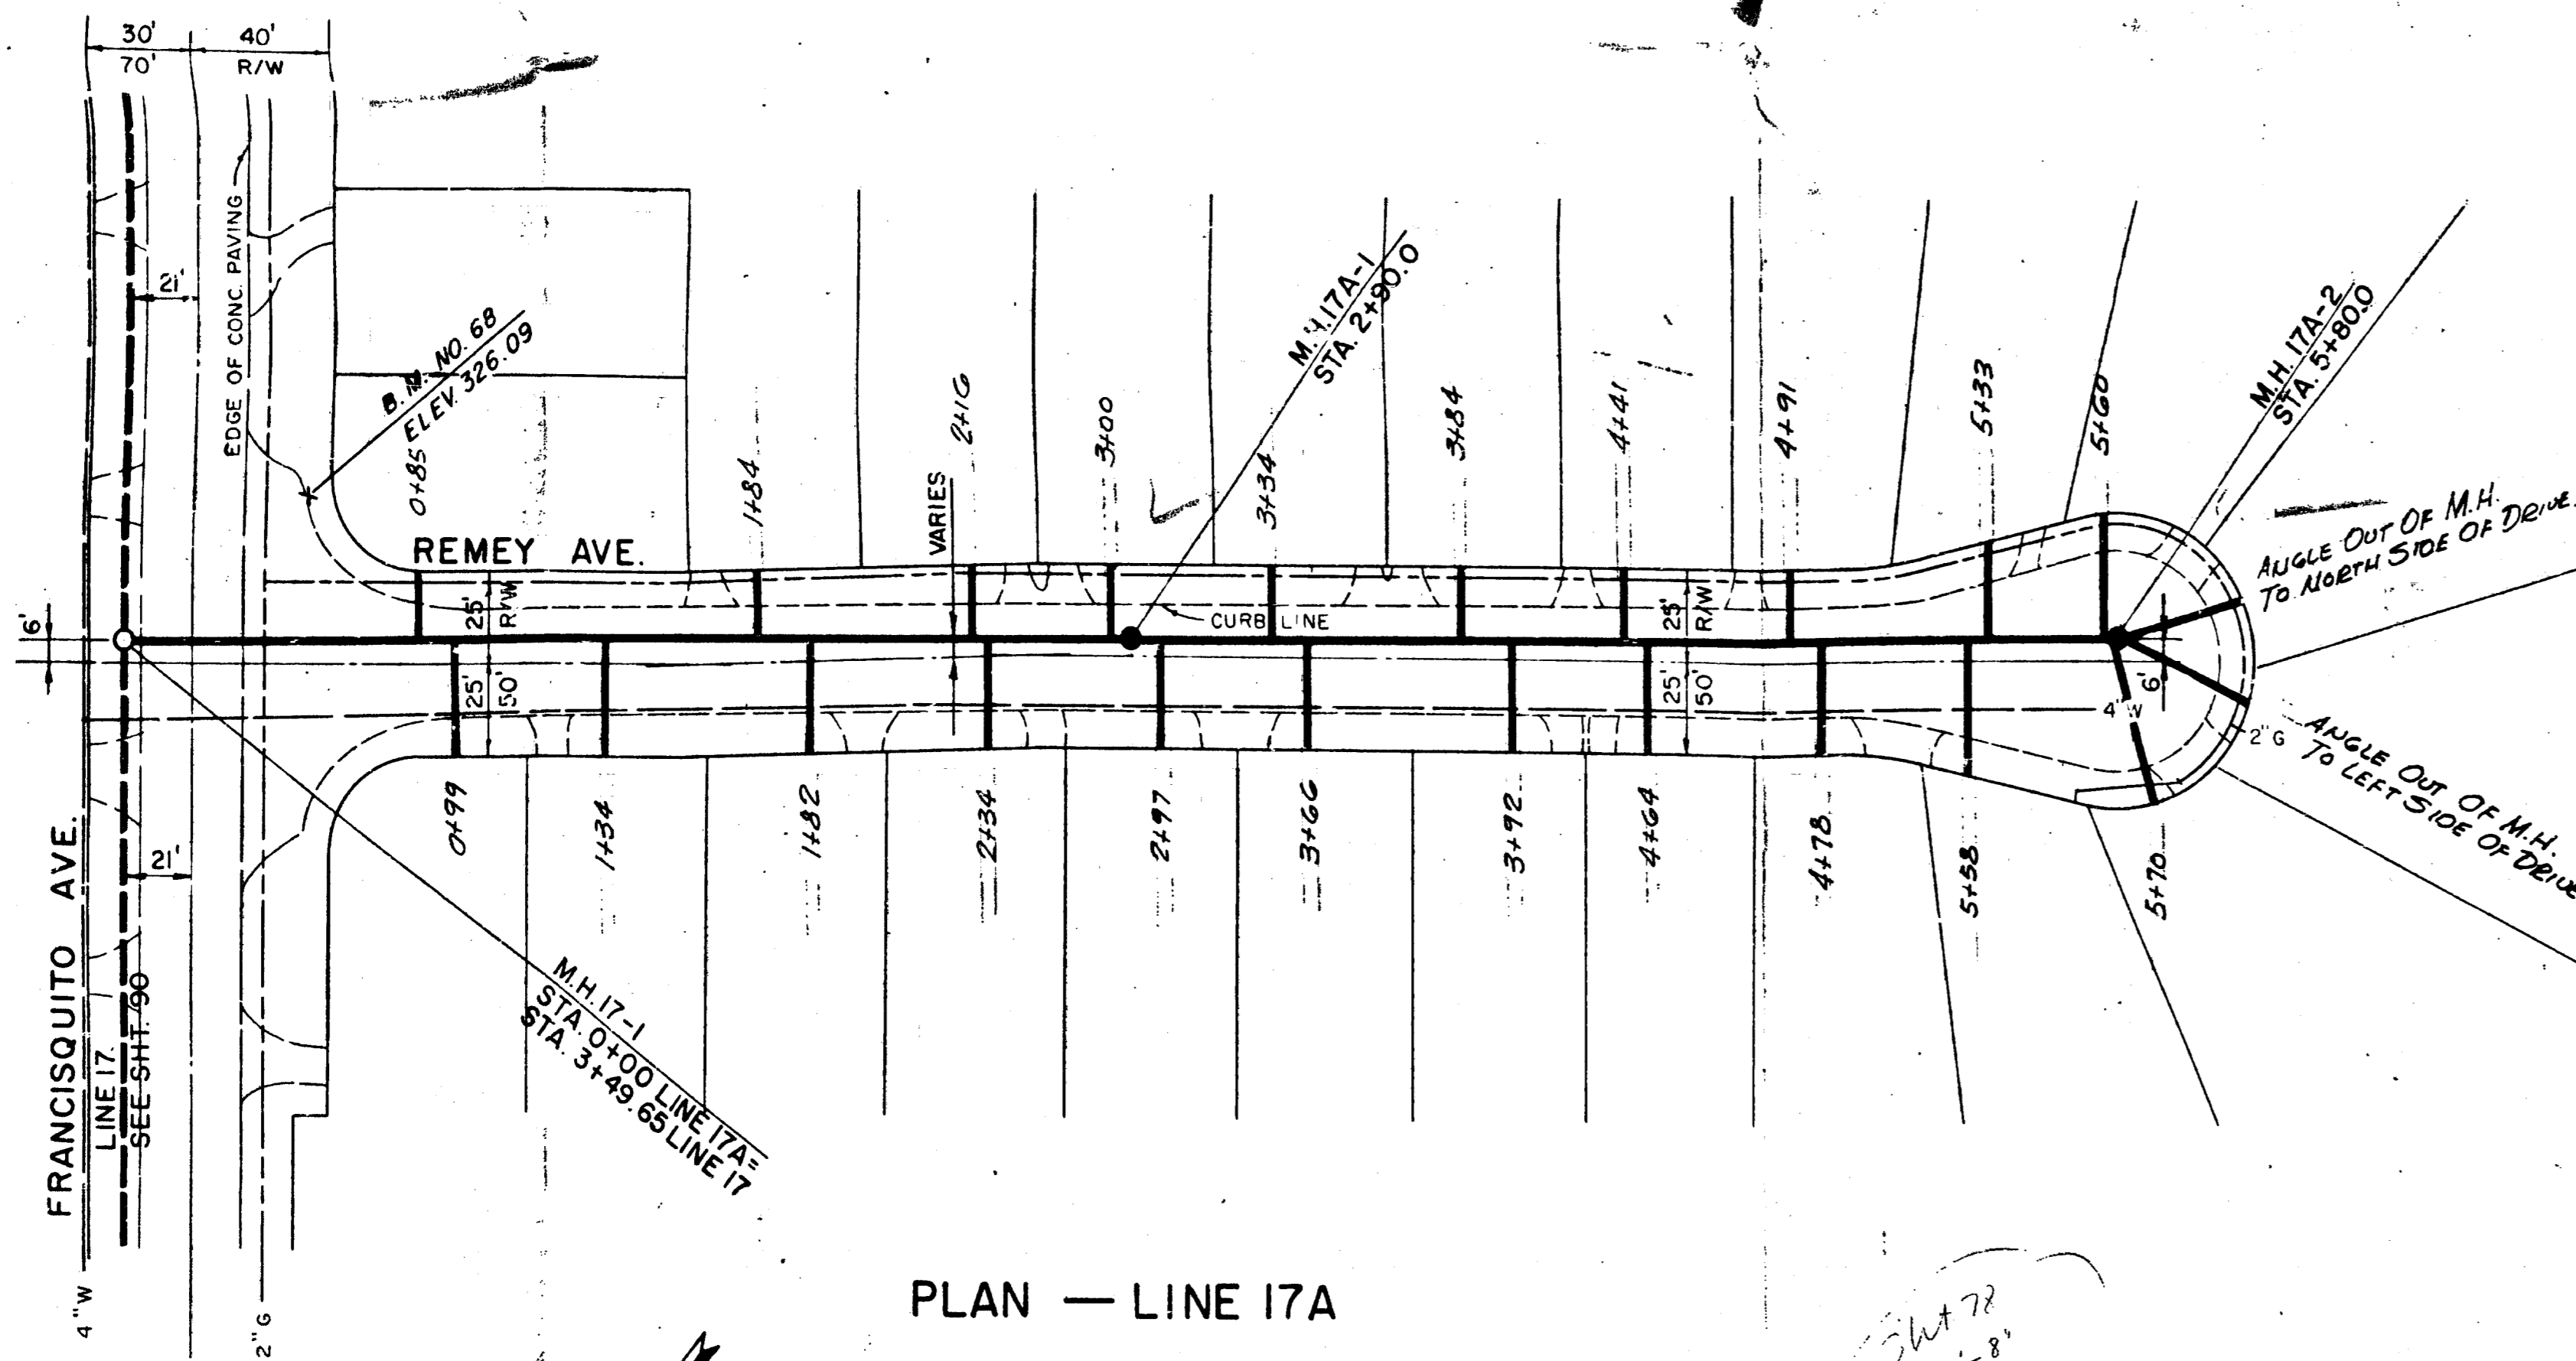 30'
40'
70'
R/W
EDGE OF CONC. PAVING
21'
B.M. NO. 68
ELEV. 326.09
M.H. 17A-1
STA. 2+90.0
M.H. 17A-2
STA. 5+80.0
0+85
1+84
2+16
3+00
3+34
3+84
4+41
4+91
5+33
5+60
VARIES
REMEY AVE.
ANGLE OUT OF M.H.
TO NORTH SIDE OF DRIVE.
6'
25'
R/W
CURB LINE
25'
R/W
25'
50'
25'
50'
6'
4" W
2" G
ANGLE OUT OF M.H.
TO LEFT SIDE OF DRIVE
0+99
1+34
1+82
2+34
2+97
3+66
3+92
4+64
4+78
5+58
5+70
21'
FRANCISQUITO AVE.
LINE 17
SEE SHT. 90
M.H. 17-1
STA. 0+00 LINE 17A=
STA. 3+49.65 LINE 17
4" W
2" G
PLAN — LINE 17A
Sht 78
8"